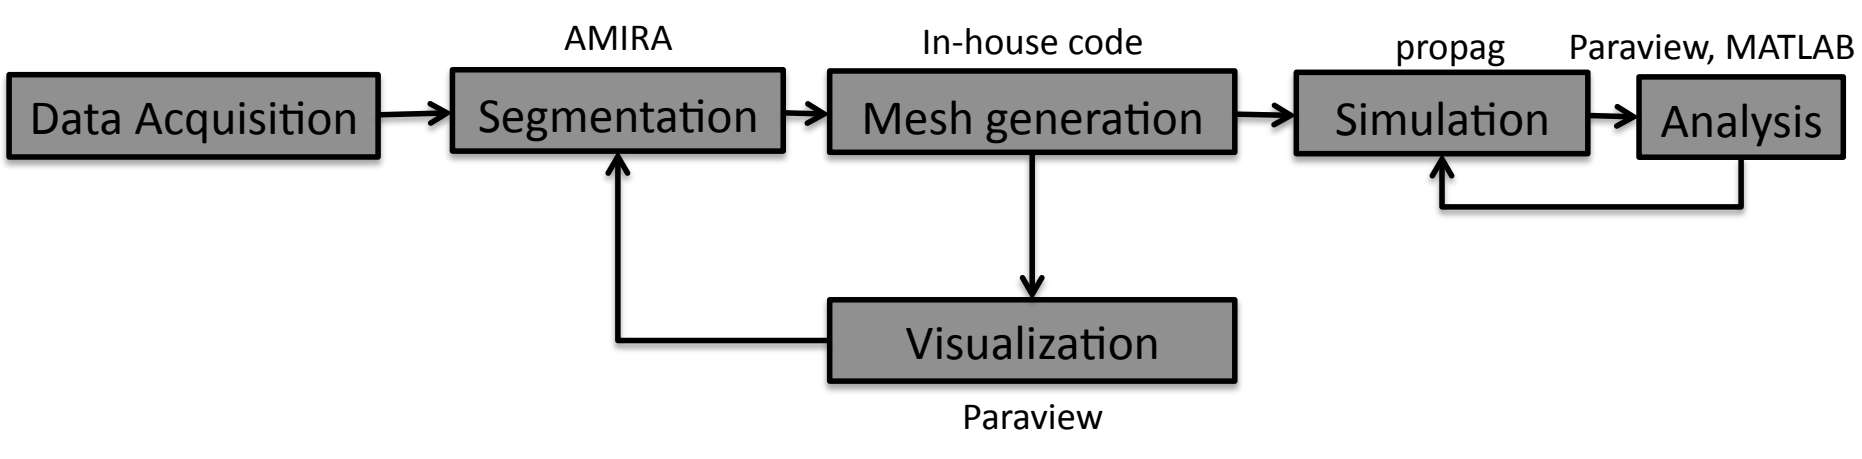 AMIRA
In-house code
propag
Paraview, MATLAB
Data Acquisition
Segmentation
Mesh generation
Simulation
Analysis
Visualization
Paraview